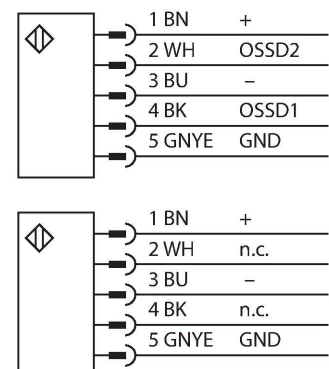 1 BN +
2 WH OSSD2
3 BU –
4 BK OSSD1
5 GNYE GND
1 BN +
2 WH n.c.
3 BU –
4 BK n.c.
5 GNYE GND